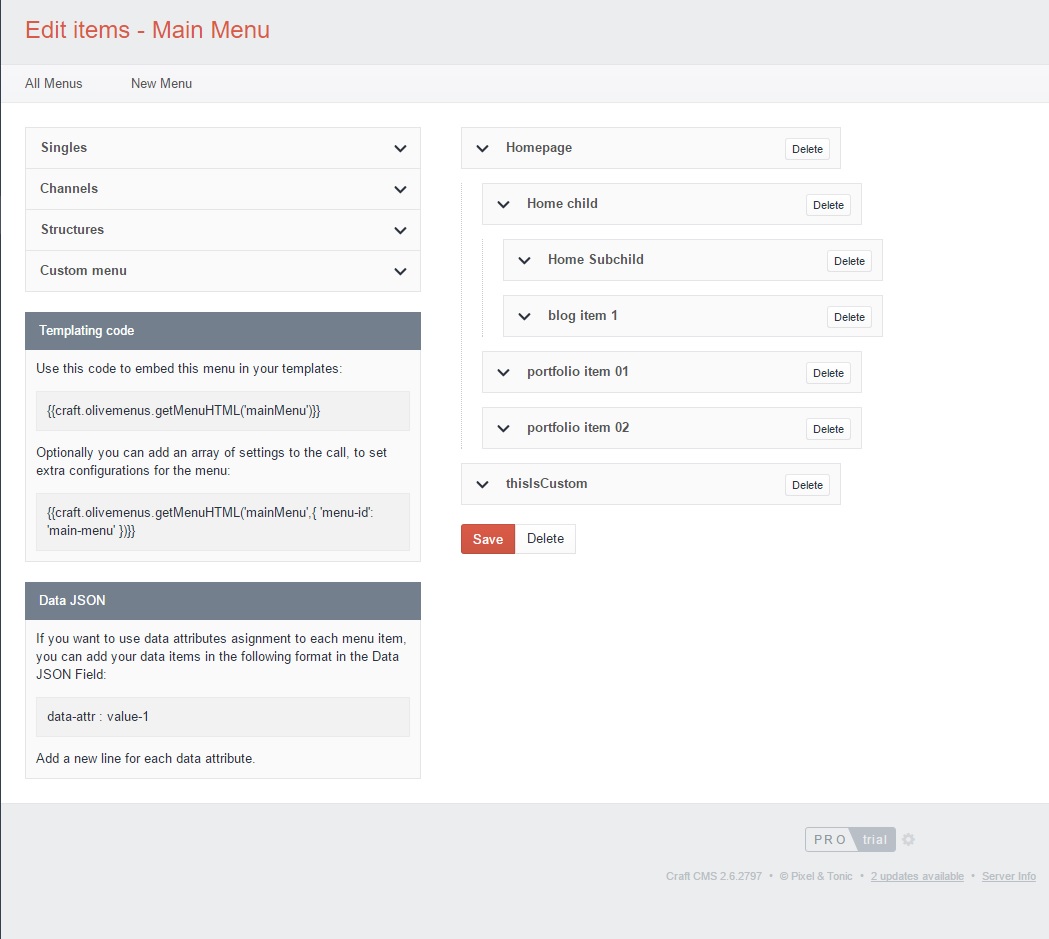 Edit items - Main Menu
All Menus
New Menu
Singles
Channels
Structures
Custom menu
Templating code
Use this code to embed this menu in your templates:
{{craft.olivemenus.getMenuHTML('mainMenu')}}
Optionally you can add an array of settings to the call, to set
extra configurations for the menu:
{{craft.olivemenus.getMenuHTML('mainMenu',{ 'menu-id':
'main-menu' })}}
Data JSON
If you want to use data attributes asignment to each menu item,
you can add your data items in the following format in the Data
JSON Field:
data-attr : value-1
Add a new line for each data attribute.
Homepage
Delete
Home child
Delete
Home Subchild
Delete
blog item 1
Delete
portfolio item 01
Delete
portfolio item 02
Delete
thisIsCustom
Delete
Save
Delete
PRO trial
Craft CMS 2.6.2797 • © Pixel & Tonic • 2 updates available • Server Info